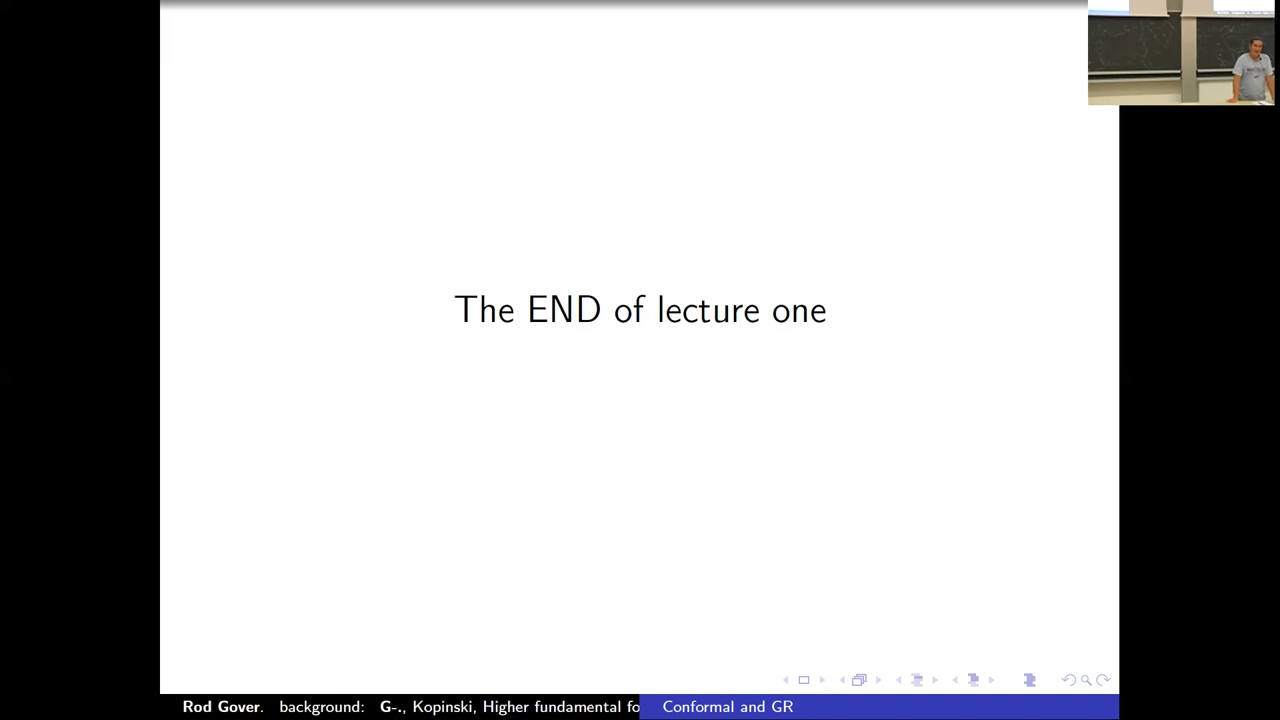 The END of lecture one
Rod Gover. background: G-., Kopinski, Higher fundamental fo
Conformal and GR